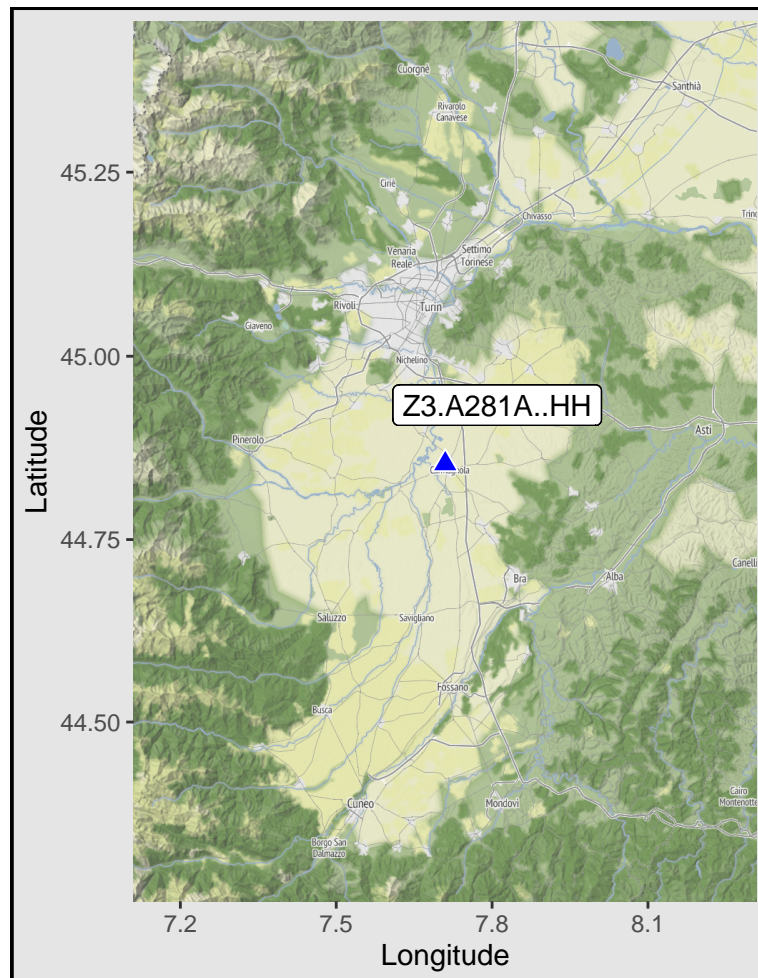 Cuorgné
Santhià
Rivarolo
Canavese
45.25
Cirié
Chivasso
Trino
Venaria
Reale
Settimo
Torinese
Rivoli
Turin
Giaveno
45.00
Nichelino
Z3.A281A..HH
Pinerolo
Asti
Latitude
44.75
Canelli
Bra
Alba
Saluzzo
Savigliano
Fossano
Busca
44.50
Cuneo
Mondovì
Cairo
Montenotte
Borgo San
Dalmazzo
7.2
7.5
7.8
8.1
Longitude